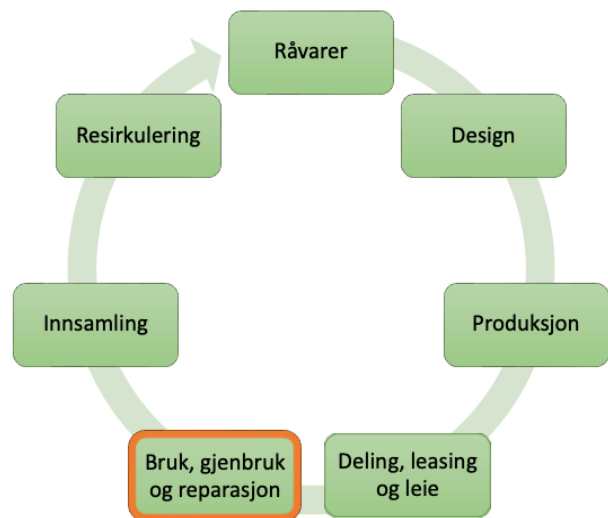 Råvarer
Design
Produksjon
Deling, leasing
og leie
Bruk, gjenbruk
og reparasjon
Innsamling
Resirkulering